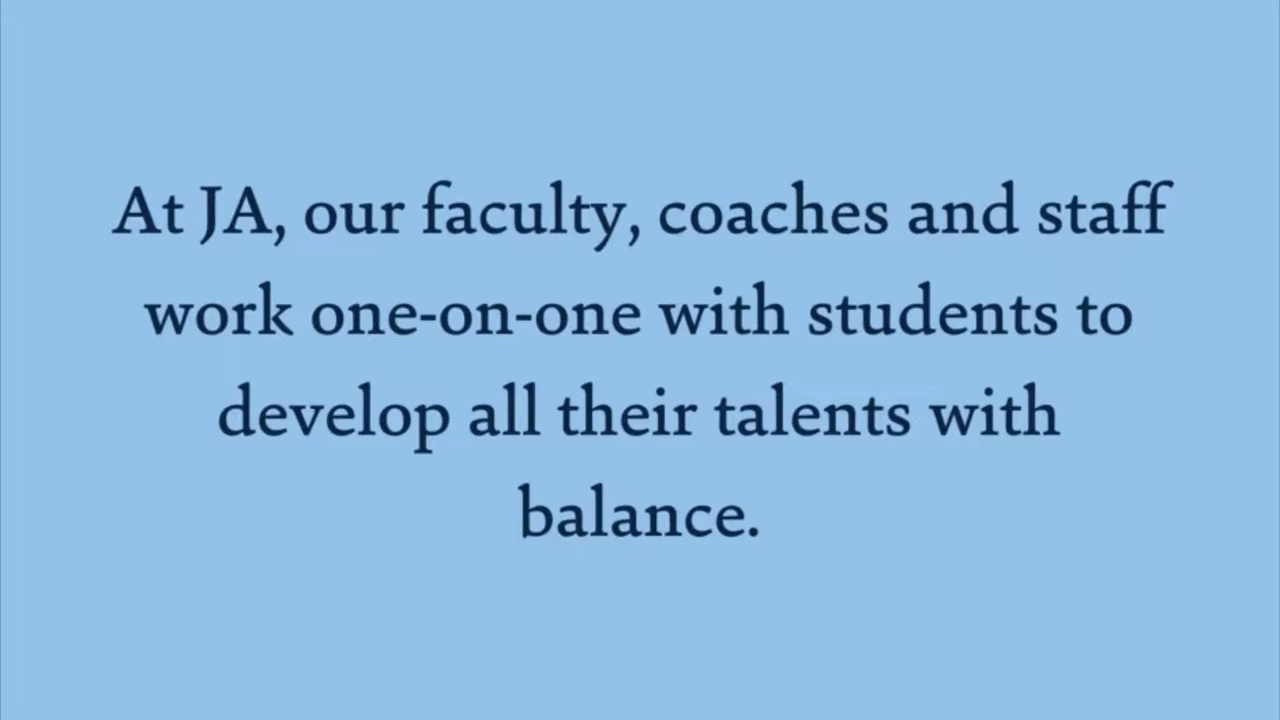 At JA, our faculty, coaches and staff
work one-on-one with students to
develop all their talents with
balance.